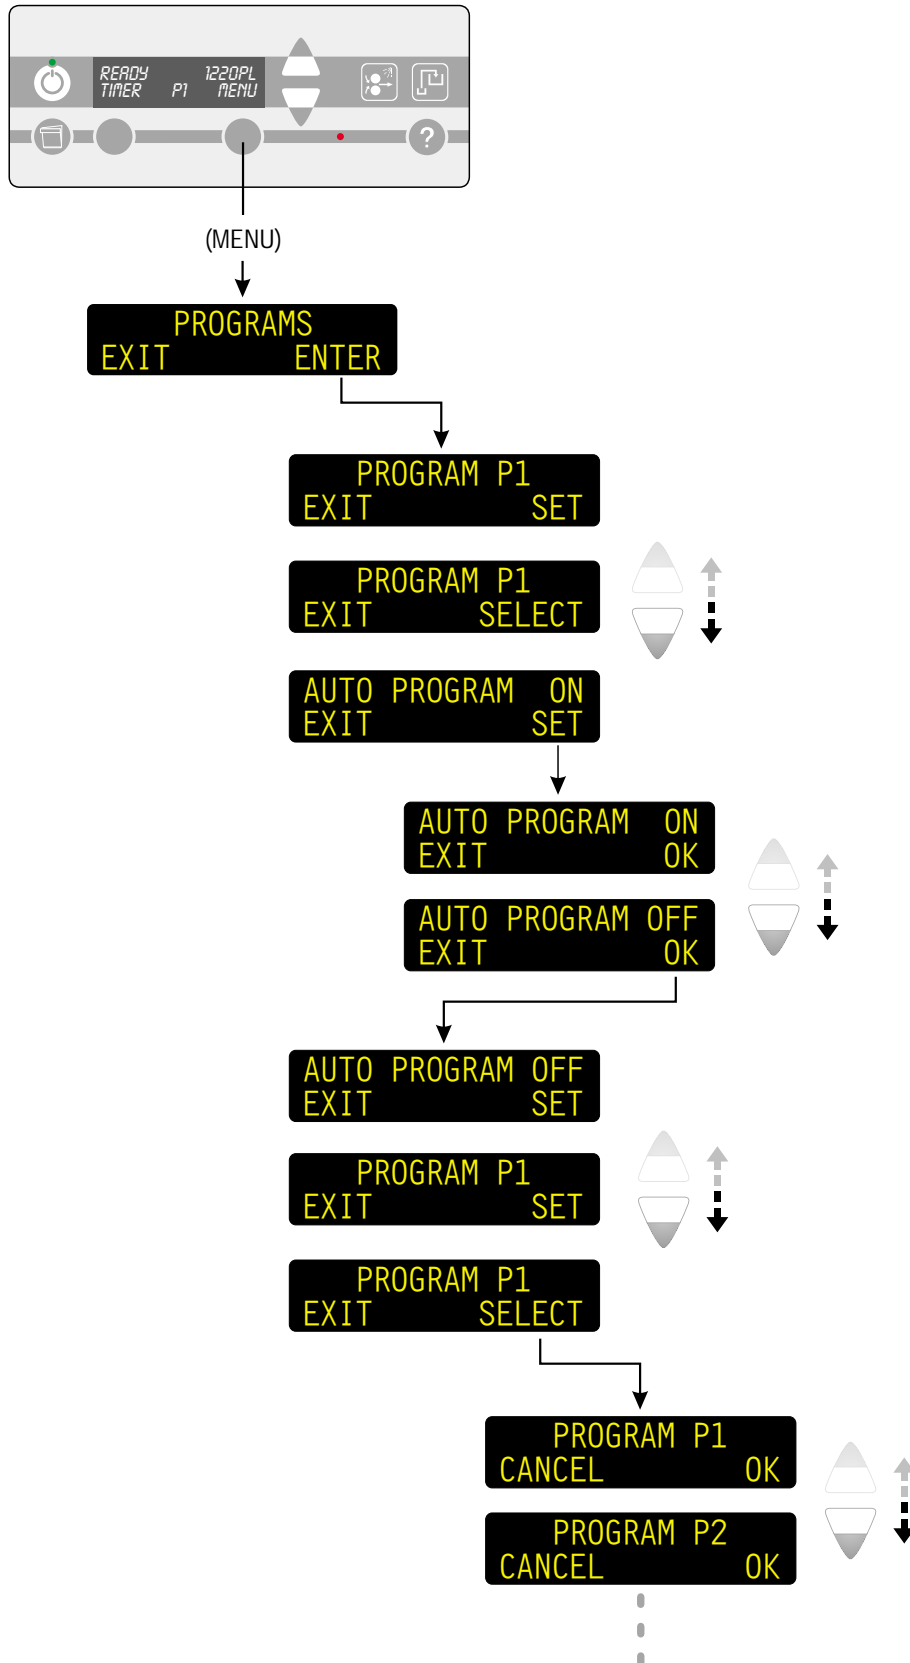 READY 1220PL
TIMER P1 MENU
?
(MENU)
PROGRAMS
EXIT ENTER
PROGRAM P1
EXIT SET
PROGRAM P1
EXIT SELECT
AUTO PROGRAM ON
EXIT SET
AUTO PROGRAM ON
EXIT OK
AUTO PROGRAM OFF
EXIT OK
AUTO PROGRAM OFF
EXIT SET
PROGRAM P1
EXIT SET
PROGRAM P1
EXIT SELECT
PROGRAM P1
CANCEL OK
PROGRAM P2
CANCEL OK